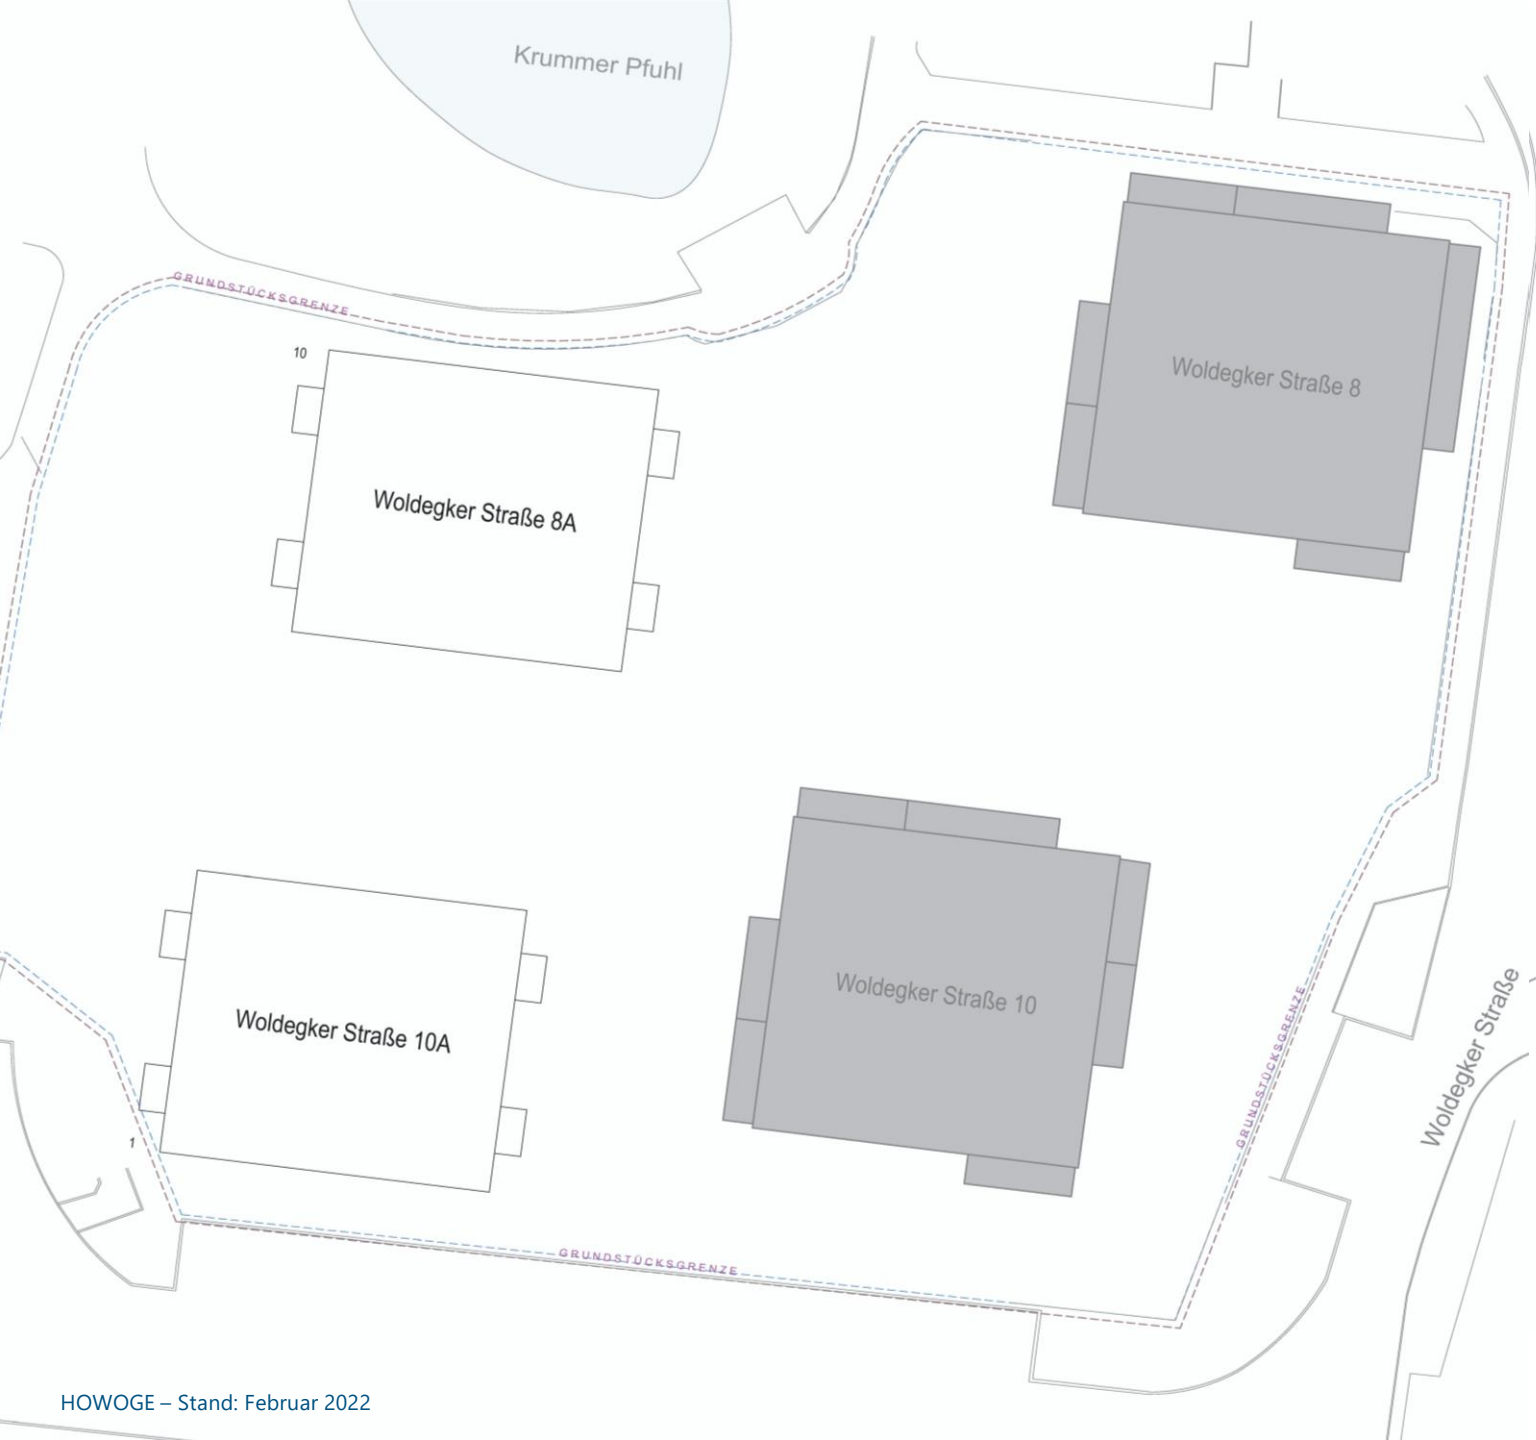 Krummer Pfuhl
GRUNDSTÜCKSGRENZE
10
Woldegker Straße 8
Woldegker Straße 8A
Woldegker Straße 10
Woldegker Straße 10A
GRUNDSTÜCKSGRENZE
Woldegker Straße
1
GRUNDSTÜCKSGRENZE
HOWOGE – Stand: Februar 2022